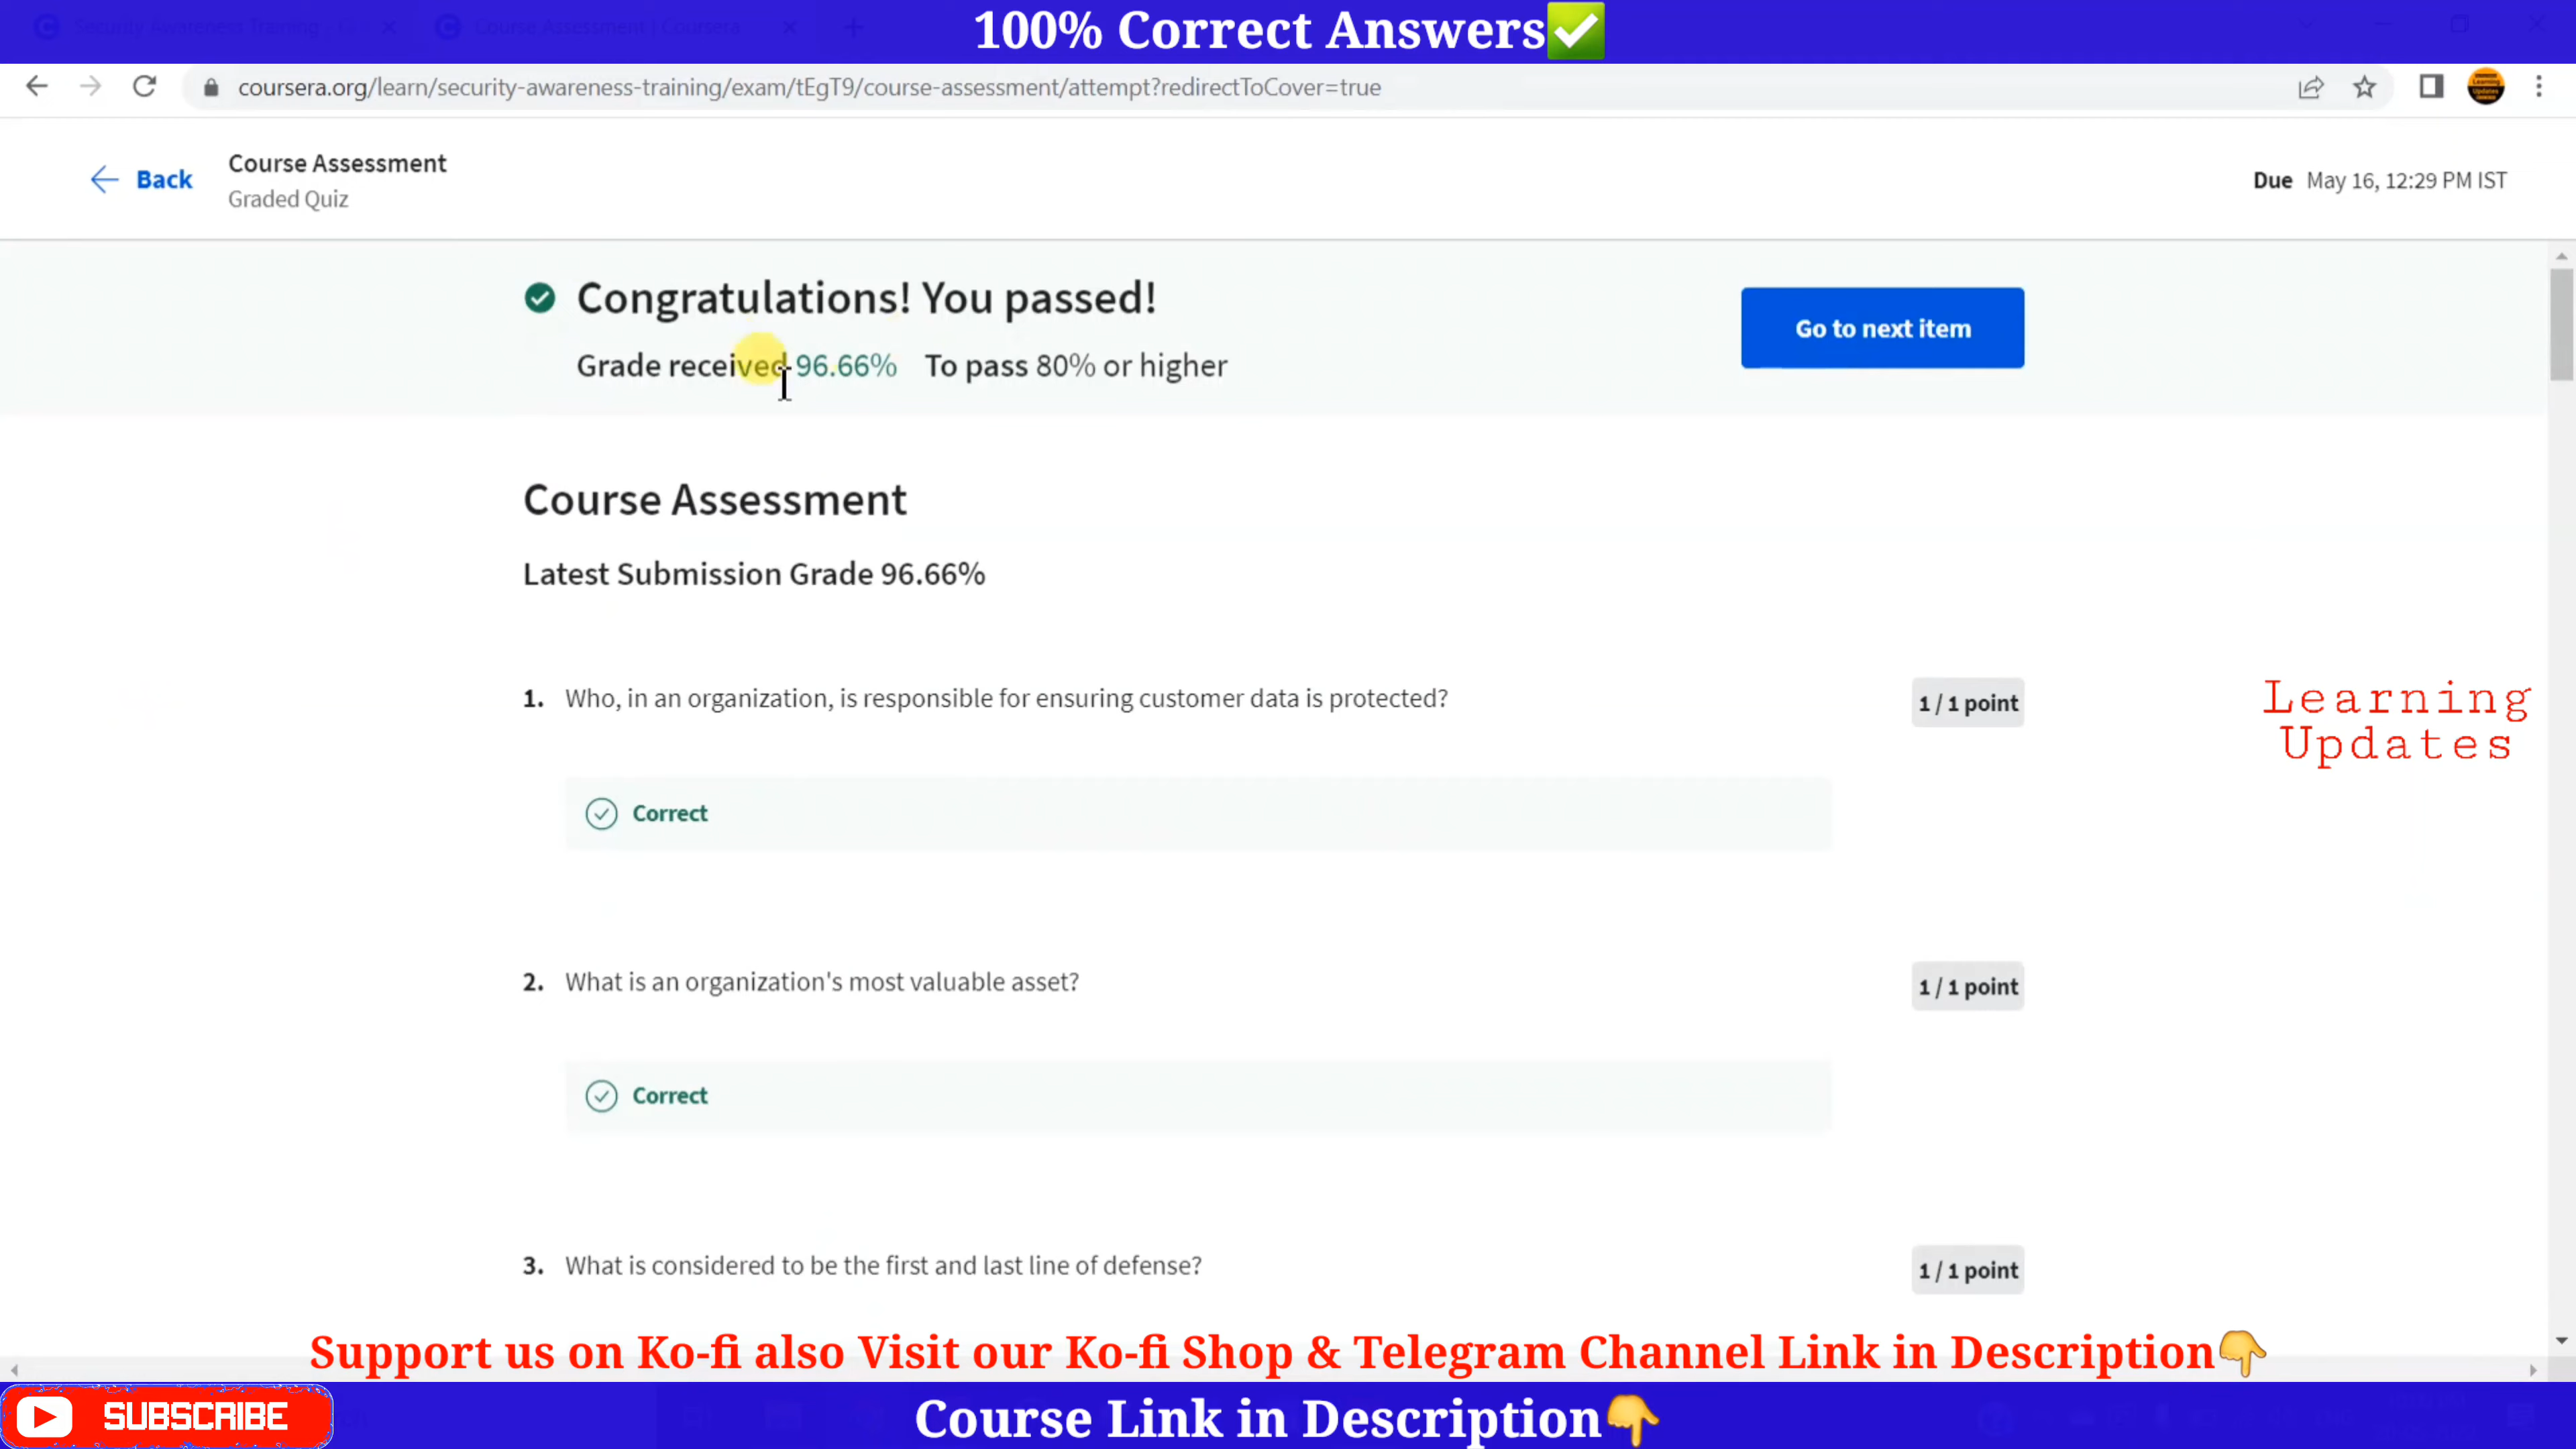 100% Correct Answers✅
Security Awareness Training - C
Course Assessment | Coursera
coursera.org/learn/security-awareness-training/exam/tEgT9/course-assessment/attempt?redirectToCover=true
Back
Course Assessment
Graded Quiz
Due May 16, 12:29 PM IST
Congratulations! You passed!
Grade received 96.66% To pass 80% or higher
Go to next item
Course Assessment
Latest Submission Grade 96.66%
1. Who, in an organization, is responsible for ensuring customer data is protected?
1 / 1 point
Correct
Learning
Updates
2. What is an organization's most valuable asset?
1 / 1 point
Correct
3. What is considered to be the first and last line of defense?
1 / 1 point
Support us on Ko-fi also Visit our Ko-fi Shop & Telegram Channel Link in Description👇
SUBSCRIBE
Course Link in Description👇